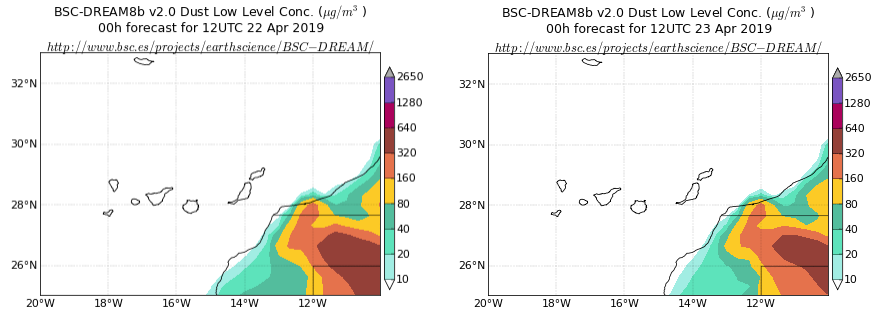 BSC-DREAM8b v2.0 Dust Low Level Conc. (μg/m³ )
00h forecast for 12UTC 22 Apr 2019
http://www.bsc.es/projects/earthscience/BSC−DREAM/
32°N
30°N
28°N
26°N
20°W 18°W 16°W 14°W 12°W
2650
1280
640
320
160
80
40
20
10
BSC-DREAM8b v2.0 Dust Low Level Conc. (μg/m³ )
00h forecast for 12UTC 23 Apr 2019
http://www.bsc.es/projects/earthscience/BSC−DREAM/
32°N
30°N
28°N
26°N
20°W 18°W 16°W 14°W 12°W
2650
1280
640
320
160
80
40
20
10